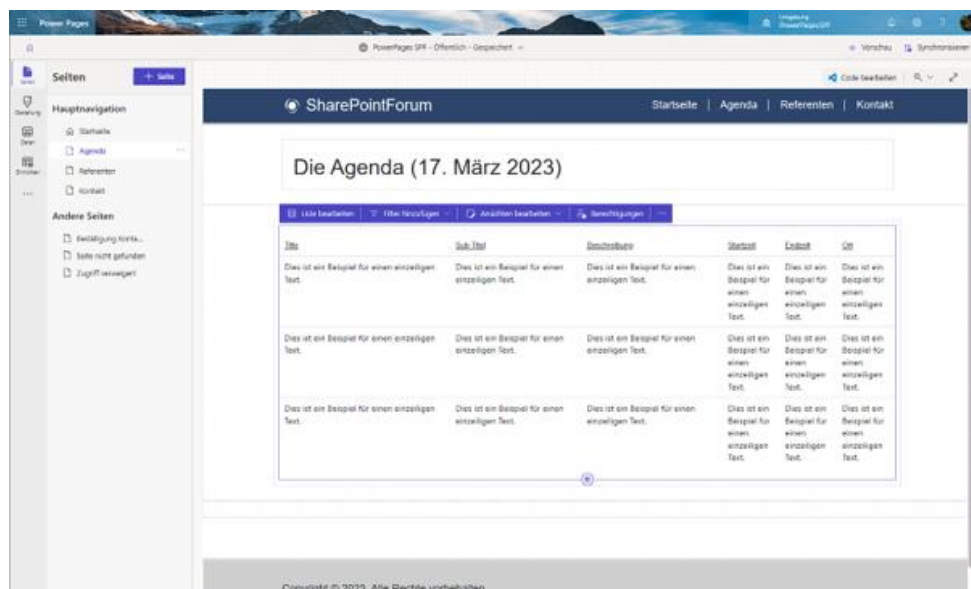 Power Pages
Umgebung
PowerPages SPF
PowerPages SPF - Öffentlich - Gespeichert
Vorschau
Synchronisieren
Seiten
+ Seite
Code bearbeiten
Hauptnavigation
Startseite
Agenda
Referenten
Kontakt
Andere Seiten
Seite nicht gefunden
Zugriff verweigert
SharePointForum
Startseite | Agenda | Referenten | Kontakt
Die Agenda (17. März 2023)
Liste bearbeiten
Filter hinzufügen
Ansichten bearbeiten
Berechtigungen
Title Sub Titel Beschreibung Startzeit Endzeit Ort
Dies ist ein Beispiel für einen einzeiligen Dies ist ein Beispiel für einen Dies ist ein Beispiel für einen Dies ist ein Dies ist ein Dies ist ein
Text. einzeiligen Text. einzeiligen Text. Beispiel für Beispiel für Beispiel für
einen einen einen
einzeiligen einzeiligen einzeiligen
Text. Text. Text.
Dies ist ein Beispiel für einen einzeiligen Dies ist ein Beispiel für einen Dies ist ein Beispiel für einen Dies ist ein Dies ist ein Dies ist ein
Text. einzeiligen Text. einzeiligen Text. Beispiel für Beispiel für Beispiel für
einen einen einen
einzeiligen einzeiligen einzeiligen
Text. Text. Text.
Dies ist ein Beispiel für einen einzeiligen Dies ist ein Beispiel für einen Dies ist ein Beispiel für einen Dies ist ein Dies ist ein Dies ist ein
Text. einzeiligen Text. einzeiligen Text. Beispiel für Beispiel für Beispiel für
einen einen einen
einzeiligen einzeiligen einzeiligen
Text. Text. Text.
Copyright © 2023. Alle Rechte vorbehalten.